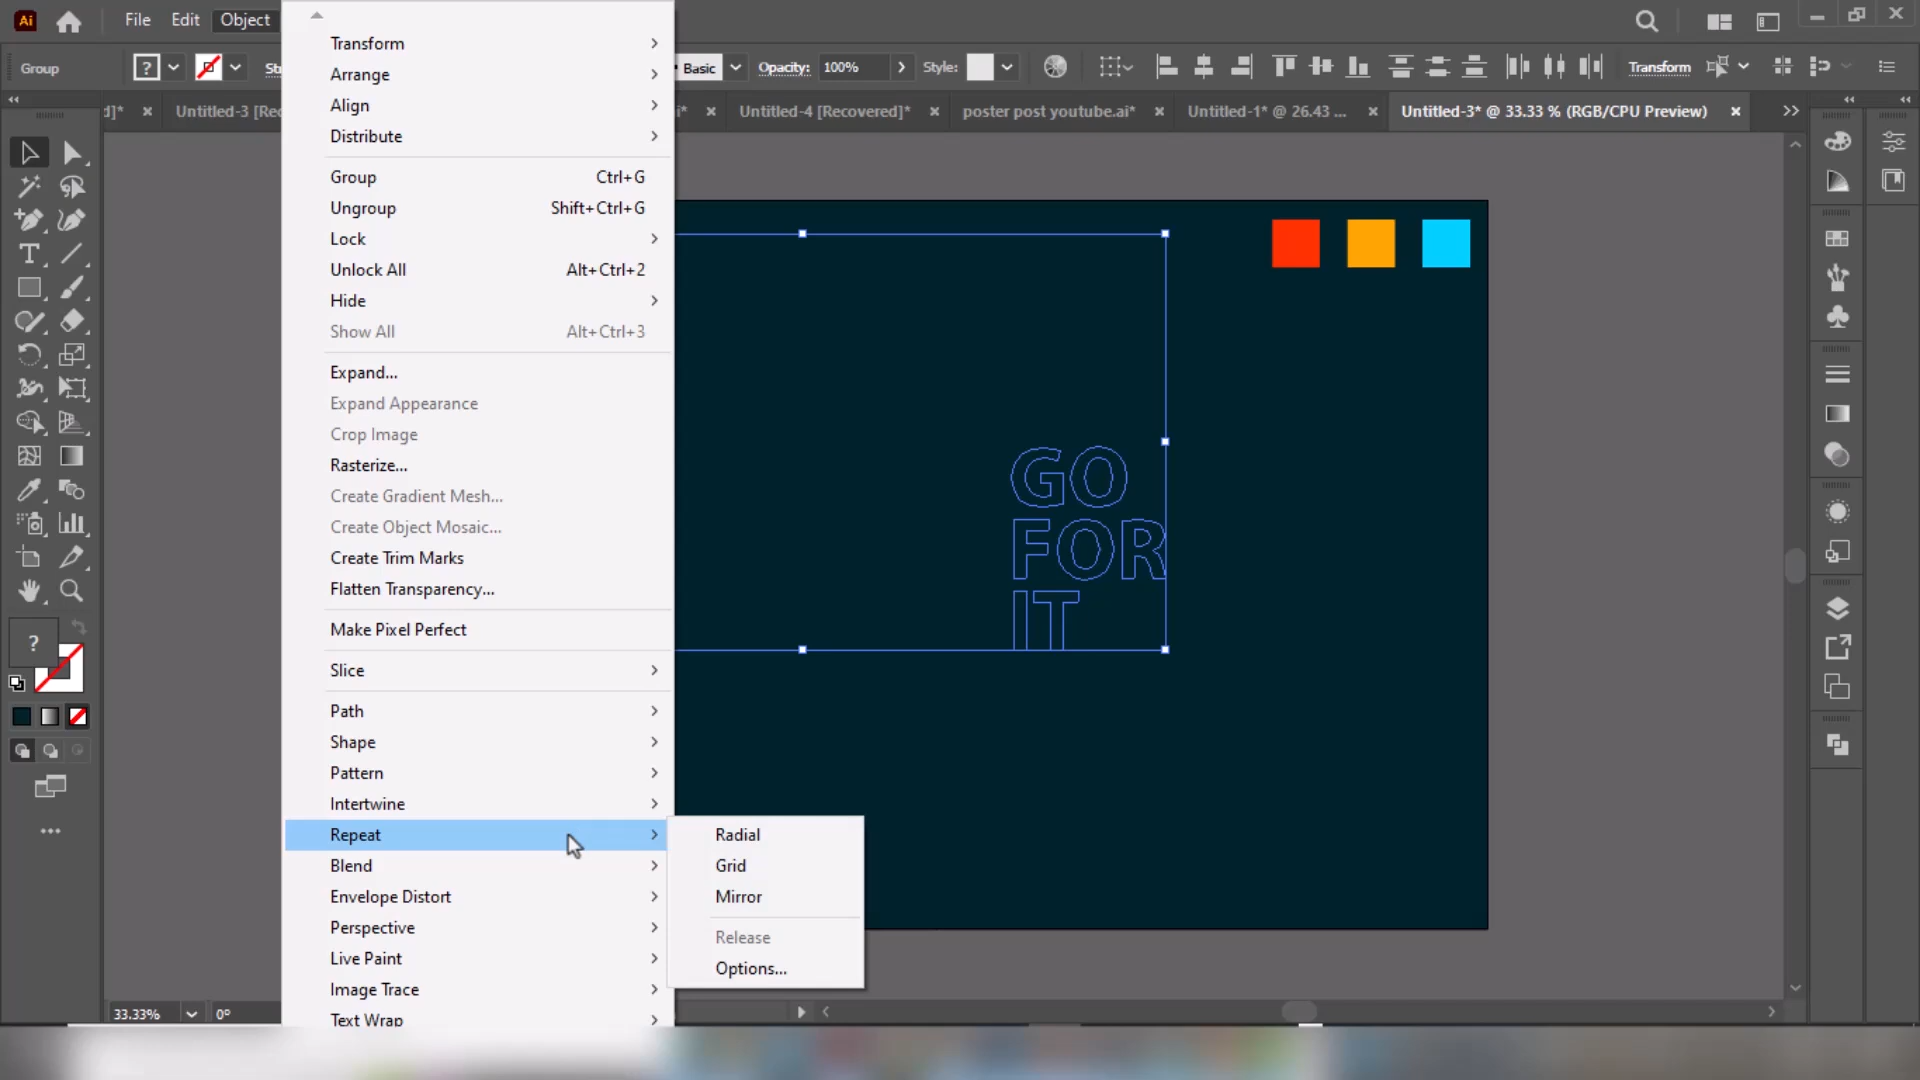 Ai
File
Edit
Object
Group
?
Basic
Opacity:
100%
Style:
Transform
Untitled-3 [Rec
Untitled-4 [Recovered]*
poster post youtube.ai*
Untitled-1* @ 26.43 ...
Untitled-3* @ 33.33 % (RGB/CPU Preview)
Transform
Arrange
Align
Distribute
Group Ctrl+G
Ungroup Shift+Ctrl+G
Lock
Unlock All Alt+Ctrl+2
Hide
Show All Alt+Ctrl+3
Expand...
Expand Appearance
Crop Image
Rasterize...
Create Gradient Mesh...
Create Object Mosaic...
Create Trim Marks
Flatten Transparency...
Make Pixel Perfect
Slice
Path
Shape
Pattern
Intertwine
Repeat
Blend
Envelope Distort
Perspective
Live Paint
Image Trace
Text Wrap
Radial
Grid
Mirror
Release
Options...
GO
FOR
IT
?
33.33%
0°